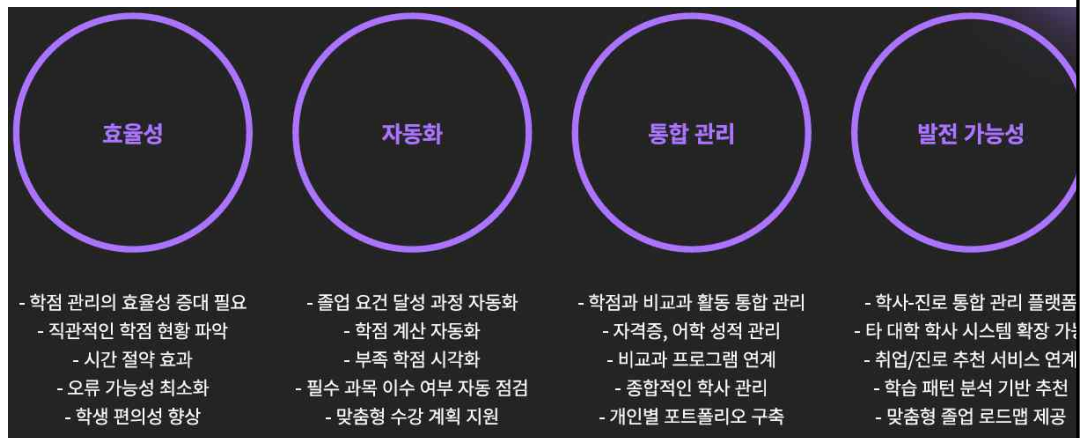 효율성
- 학점 관리의 효율성 증대 필요
- 직관적인 학점 현황 파악
- 시간 절약 효과
- 오류 가능성 최소화
- 학생 편의성 향상
자동화
- 졸업 요건 달성 과정 자동화
- 학점 계산 자동화
- 부족 학점 시각화
- 필수 과목 이수 여부 자동 점검
- 맞춤형 수강 계획 지원
통합 관리
- 학점과 비교과 활동 통합 관리
- 자격증, 어학 성적 관리
- 비교과 프로그램 연계
- 종합적인 학사 관리
- 개인별 포트폴리오 구축
발전 가능성
- 학사-진로 통합 관리 플랫폼
- 타 대학 학사 시스템 확장
- 취업/진로 추천 서비스 연계
- 학습 패턴 분석 기반 추천
- 맞춤형 졸업 로드맵 제공